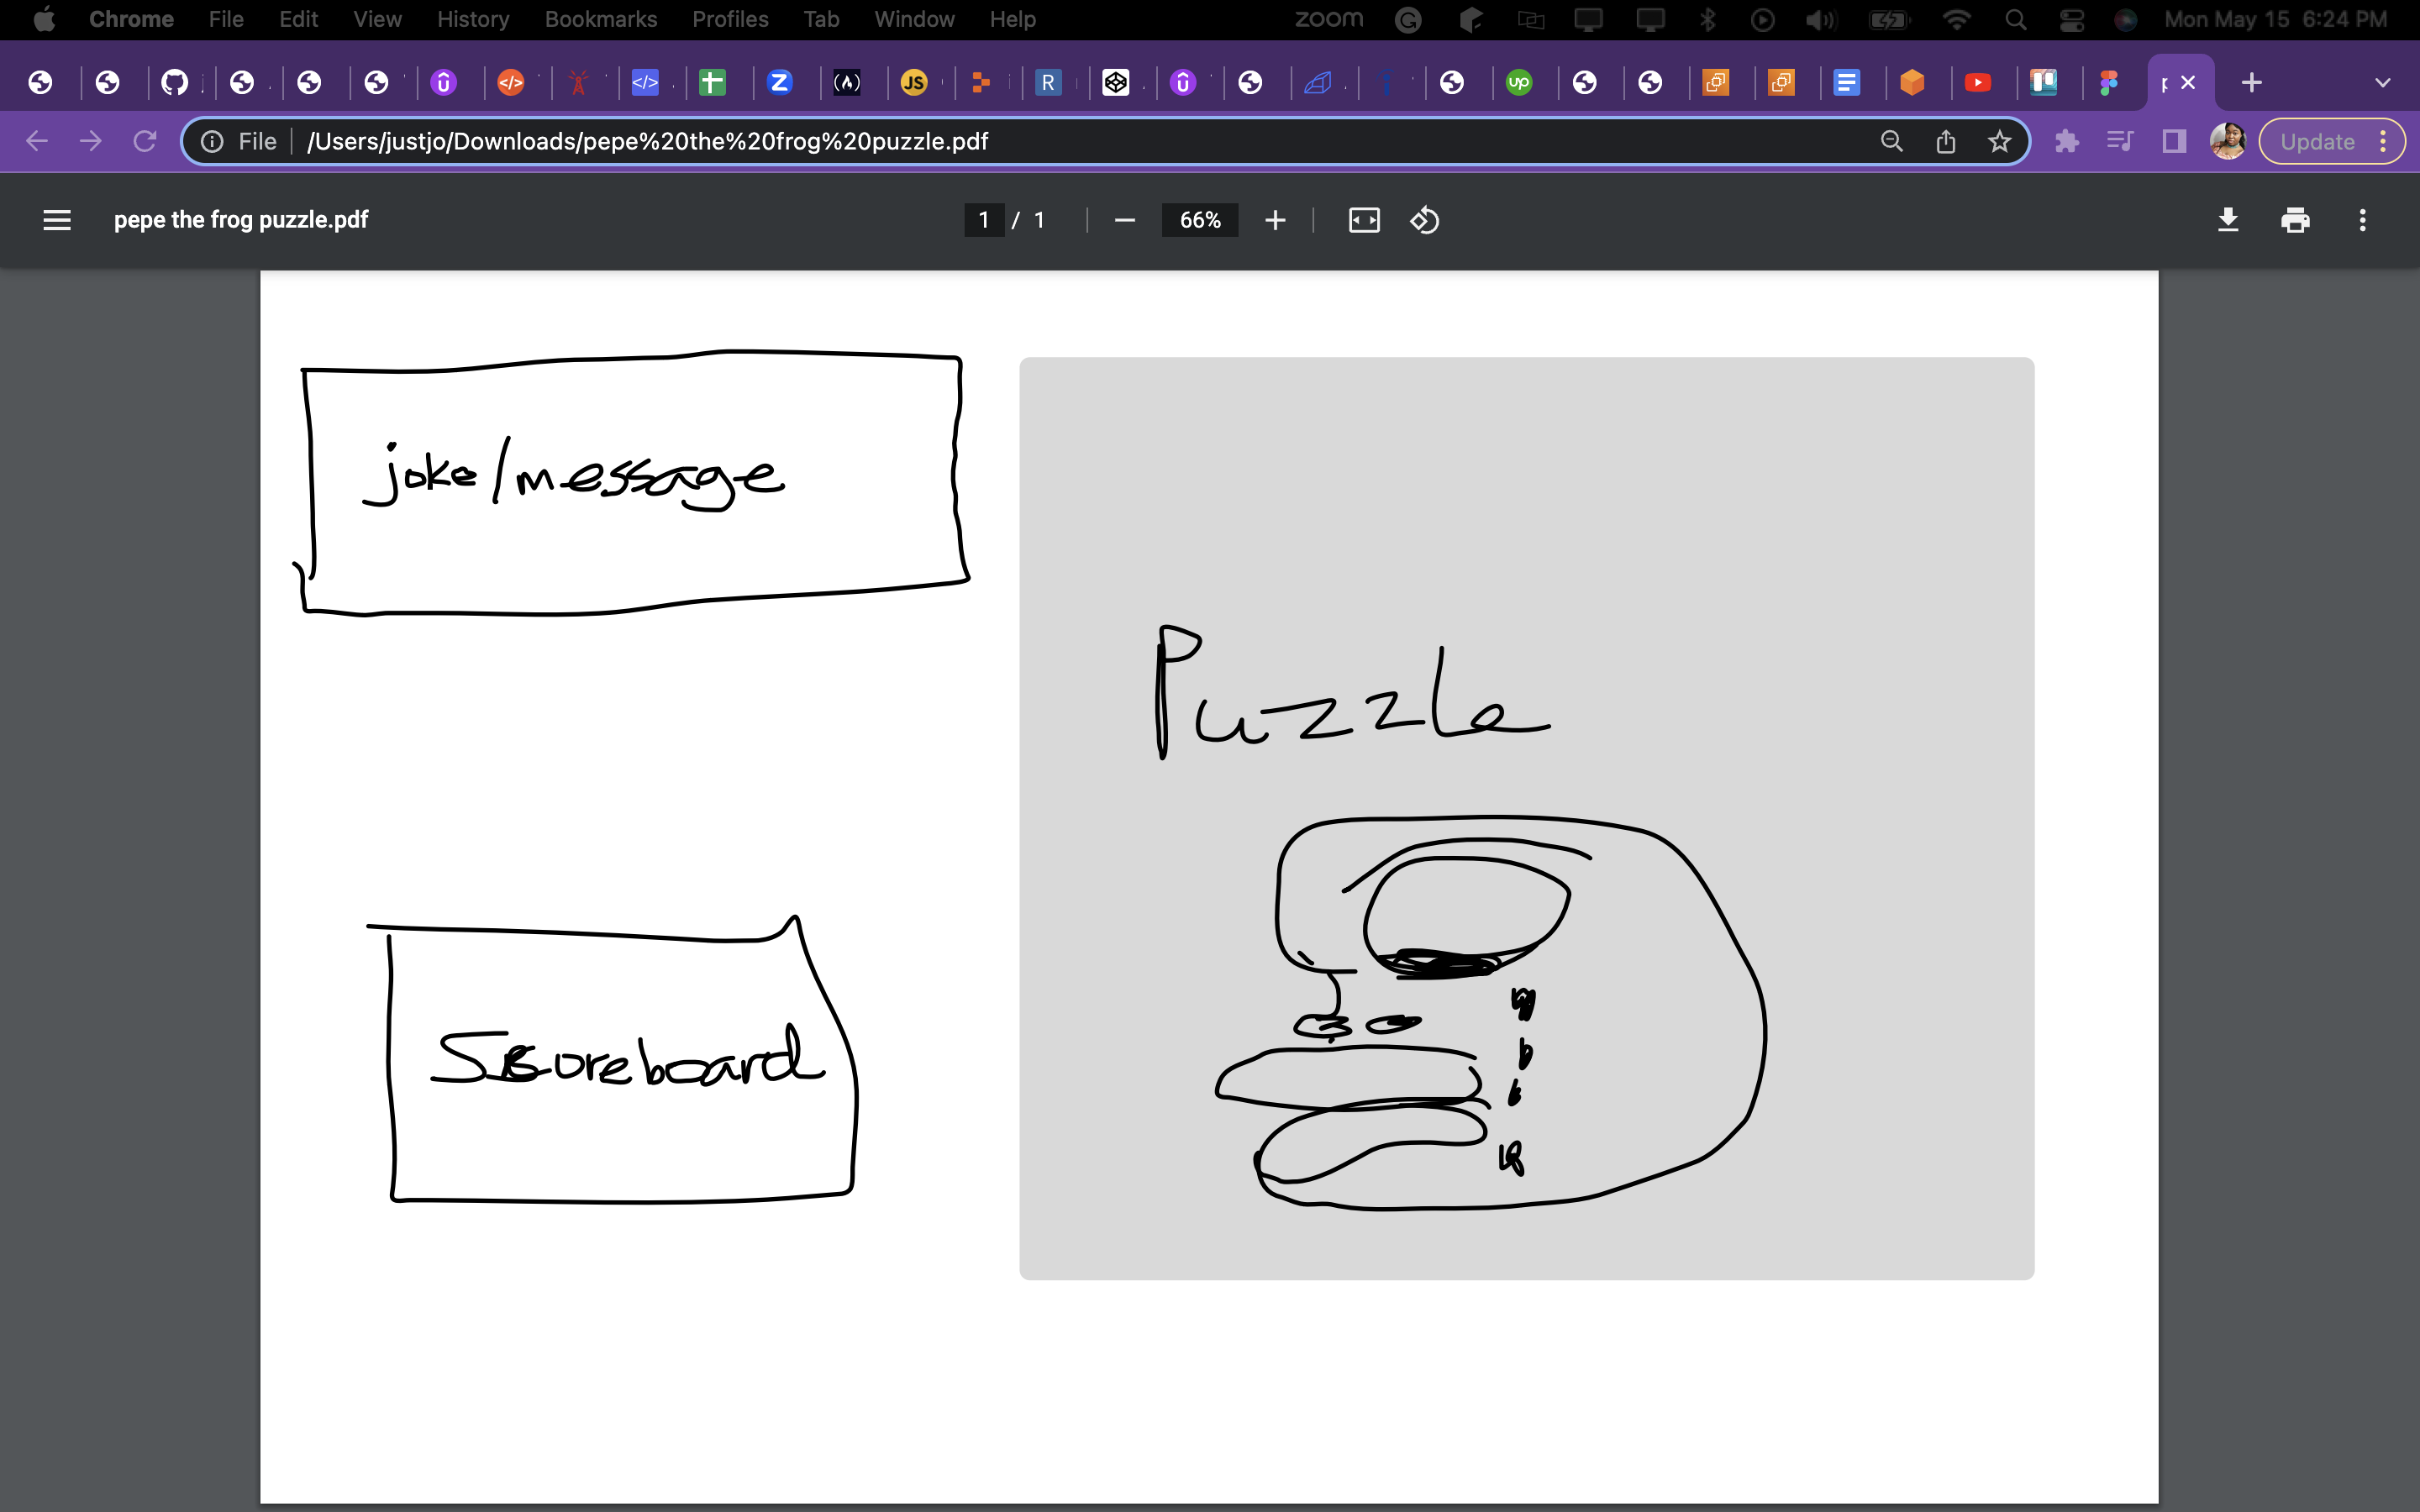 Chrome File Edit View History Bookmarks Profiles Tab Window Help zoom Mon May 15 6:24 PM
File /Users/justjo/Downloads/pepe%20the%20frog%20puzzle.pdf Update
pepe the frog puzzle.pdf 1 / 1 66%
joke/message
Puzzle
Scoreboard